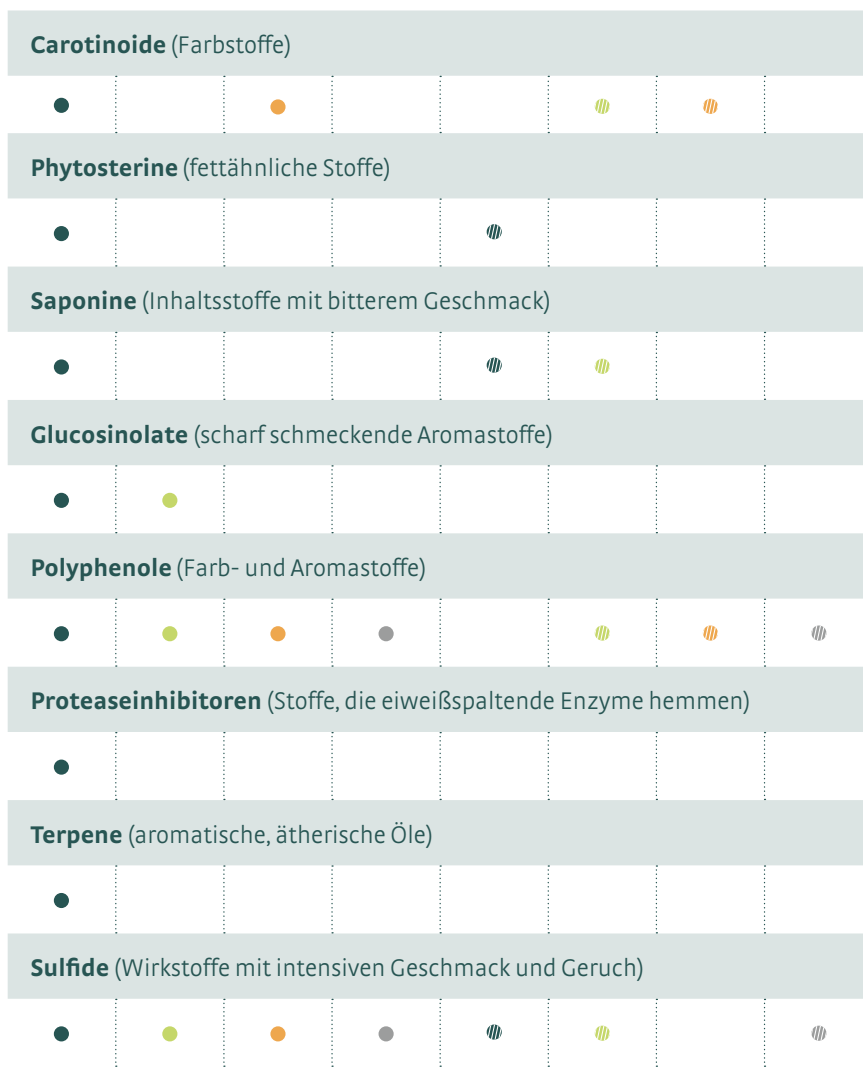 Carotinoide (Farbstoffe)
Phytosterine (fettähnliche Stoffe)
Saponine (Inhaltsstoffe mit bitterem Geschmack)
Glucosinolate (scharf schmeckende Aromastoffe)
Polyphenole (Farb- und Aromastoffe)
Proteaseinhibitoren (Stoffe, die eiweißspaltende Enzyme hemmen)
Terpene (aromatische, ätherische Öle)
Sulfide (Wirkstoffe mit intensiven Geschmack und Geruch)